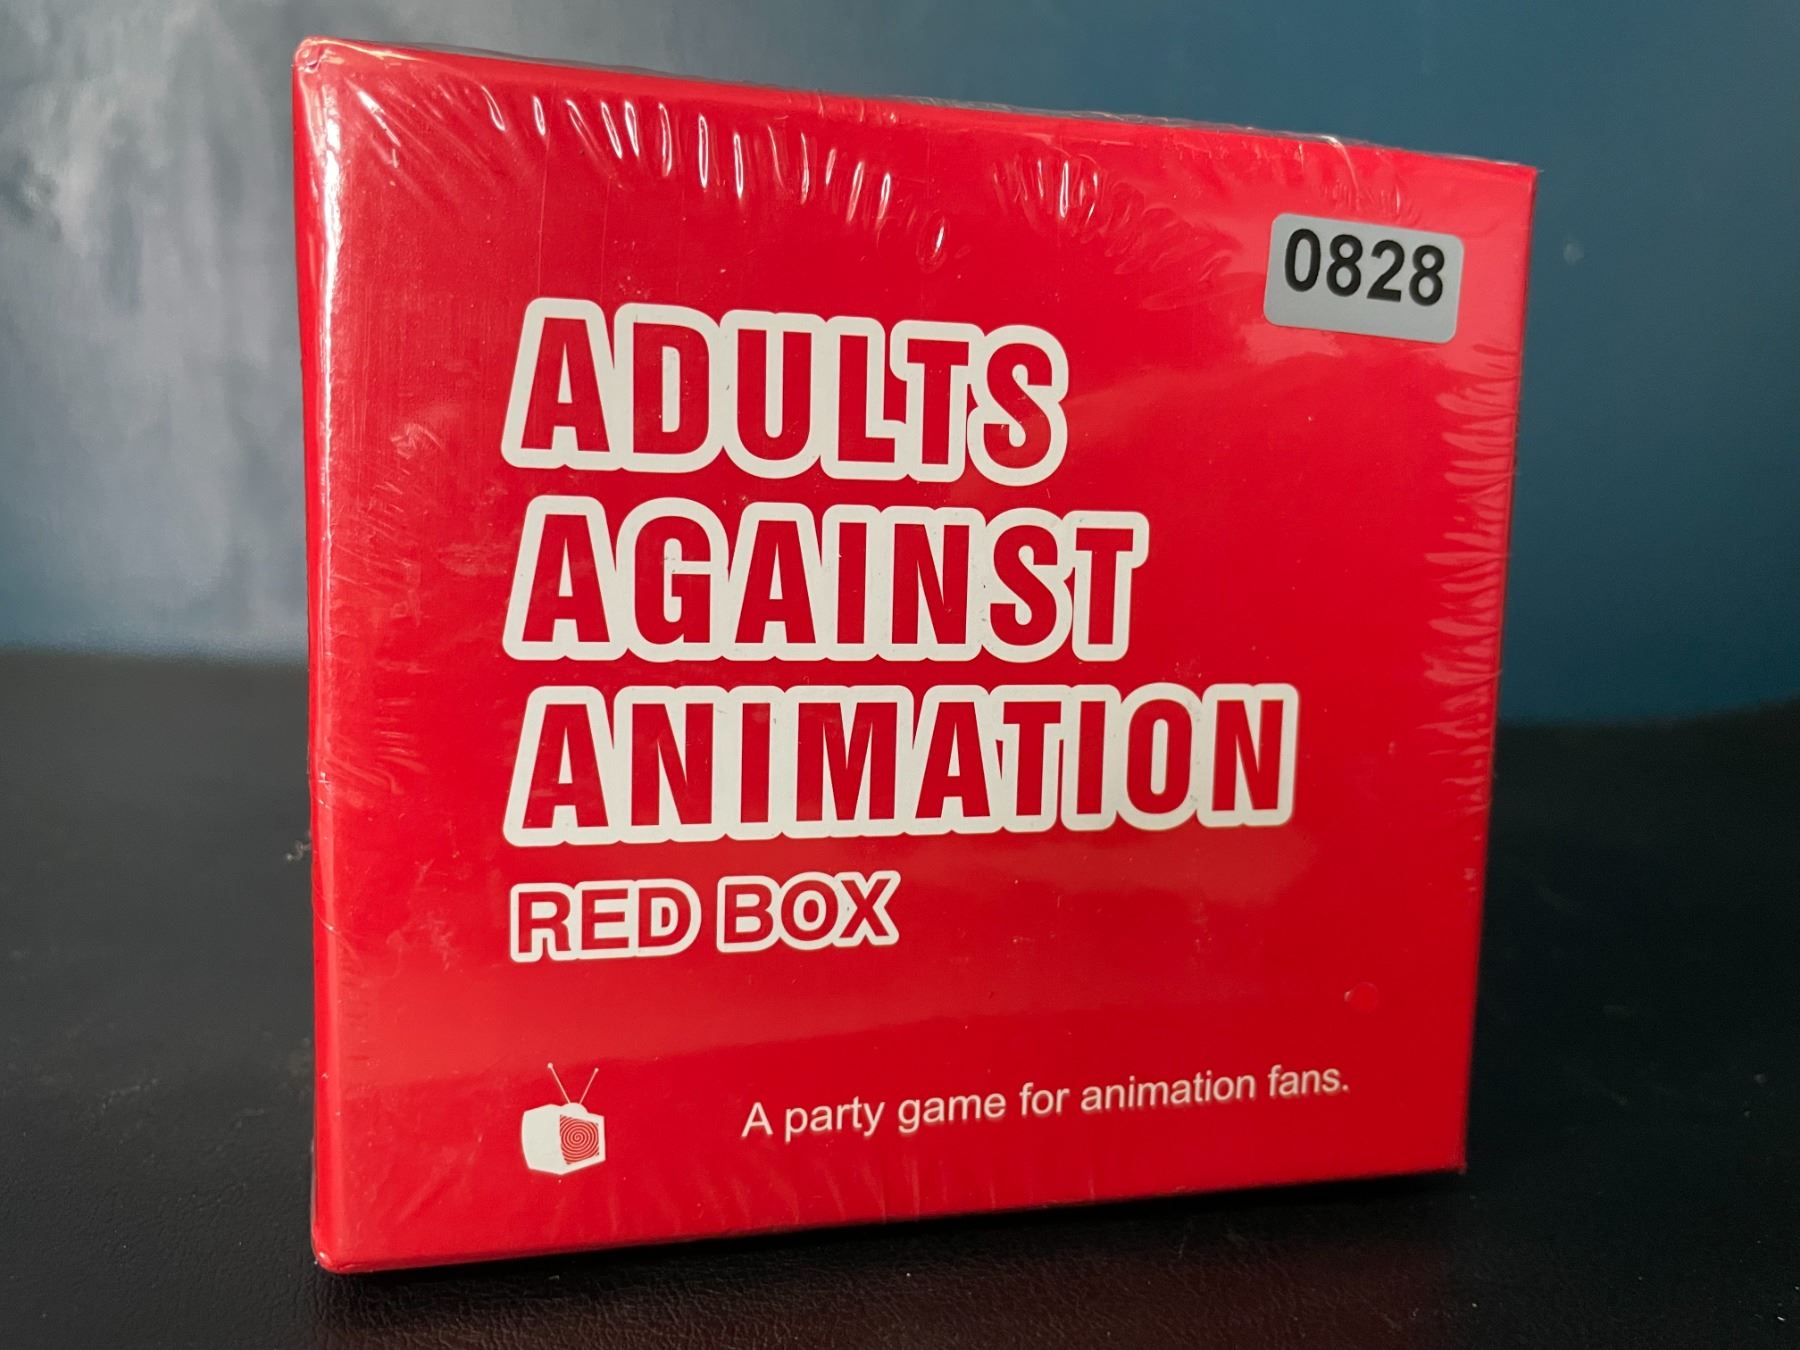 0828
ADULTS
AGAINST
ANIMATION
RED BOX
A party game for animation fans.